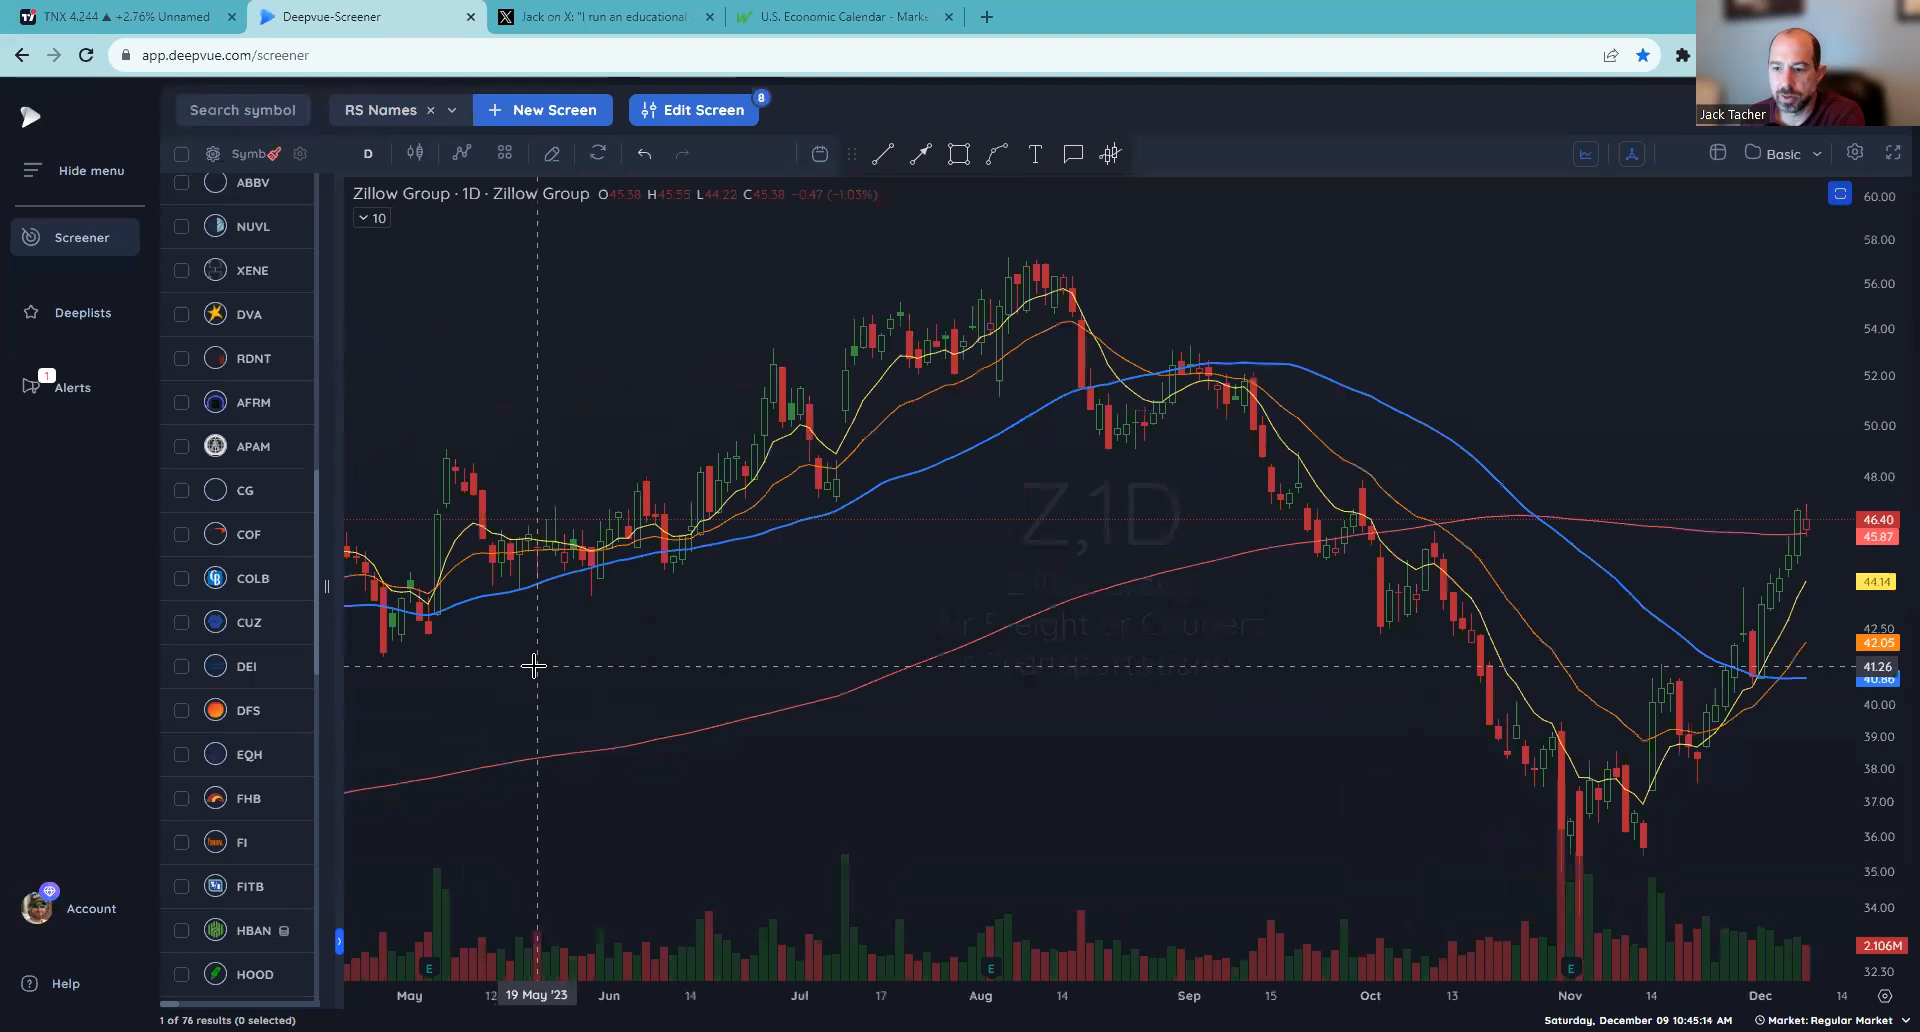 TNX 4.244 ▲ +2.76% Unnamed
Deepvue-Screener
Jack on X: "I run an educational
U.S. Economic Calendar - Mark
app.deepvue.com/screener
Jack Tacher
Search symbol
RS Names
New Screen
Edit Screen
8
Hide menu
Symb
D
Basic
Zillow Group · 1D · Zillow Group O45.38 H45.55 L44.22 C45.38 −0.47 (−1.03%)
10
Screener
Deeplists
1
Alerts
Account
Help
ABBV
NUVL
XENE
DVA
RDNT
AFRM
APAM
CG
COF
COLB
CUZ
DEI
DFS
EQH
FHB
FI
FITB
HBAN
HOOD
Z,1D
60.00
58.00
56.00
54.00
52.00
50.00
48.00
46.40
45.87
44.14
42.50
42.05
41.26
40.86
40.00
39.00
38.00
37.00
36.00
35.00
34.00
2.106M
32.30
E
E
E
May
12
19 May '23
Jun
14
Jul
17
Aug
14
Sep
15
Oct
13
Nov
14
Dec
14
1 of 76 results (0 selected)
Saturday, December 09 10:45:14 AM
Market: Regular Market